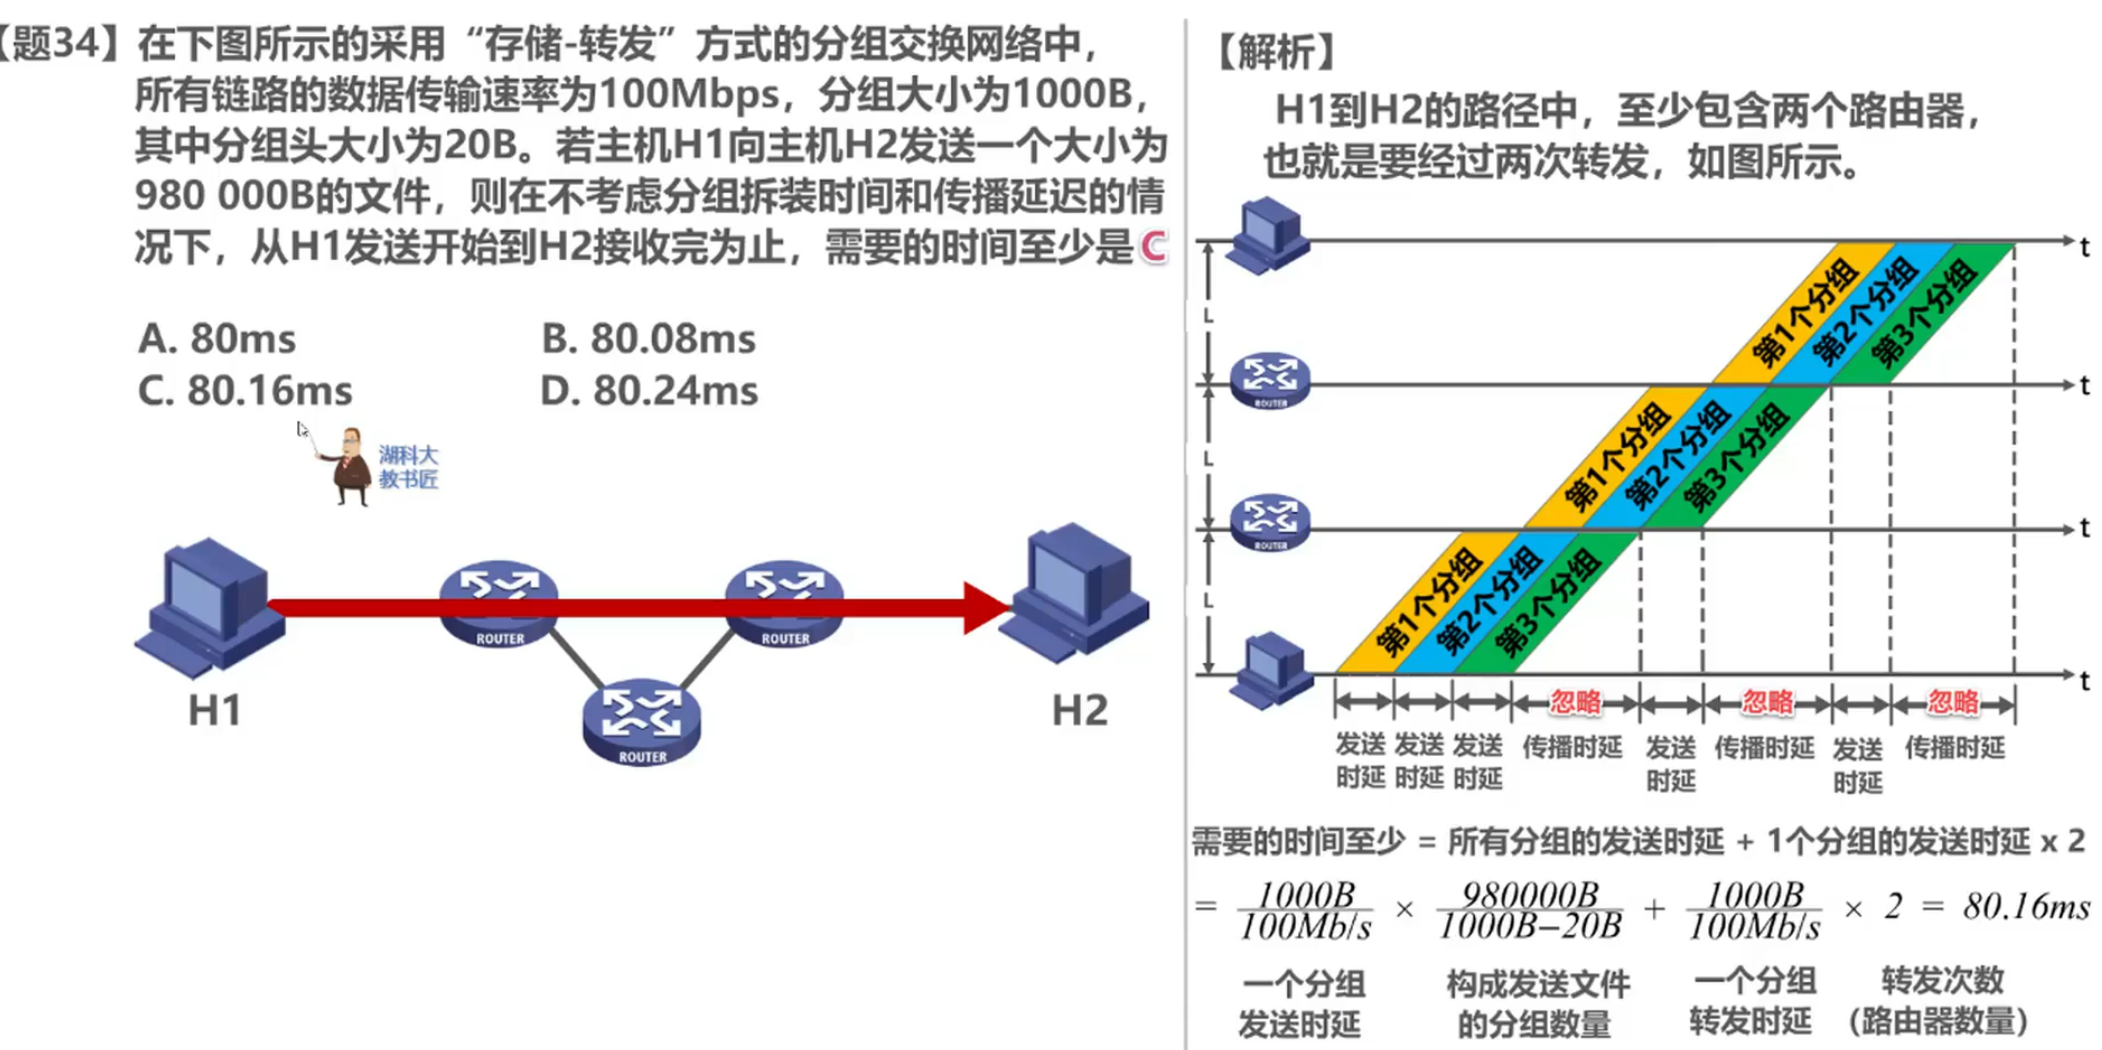 【题34】在下图所示的采用“存储-转发”方式的分组交换网络中，
所有链路的数据传输速率为100Mbps，分组大小为1000B，
其中分组头大小为20B。若主机H1向主机H2发送一个大小为
980 000B的文件，则在不考虑分组拆装时间和传播延迟的情
况下，从H1发送开始到H2接收完为止，需要的时间至少是C
A. 80ms
B. 80.08ms
C. 80.16ms
D. 80.24ms
湖科大
教书匠
ROUTER
ROUTER
ROUTER
H1
H2
【解析】
H1到H2的路径中，至少包含两个路由器，
也就是要经过两次转发，如图所示。
t
第1个分组
第2个分组
第3个分组
L
ROUTER
t
第1个分组
第2个分组
第3个分组
L
ROUTER
t
第1个分组
第2个分组
第3个分组
L
t
忽略
忽略
忽略
发送
时延
发送
时延
发送
时延
传播时延
发送
时延
传播时延
发送
时延
传播时延
需要的时间至少 = 所有分组的发送时延 + 1个分组的发送时延 x 2
= 1000B/100Mb/s × 980000B/1000B−20B + 1000B/100Mb/s × 2 = 80.16ms
一个分组
发送时延
构成发送文件
的分组数量
一个分组
转发时延
转发次数
（路由器数量）